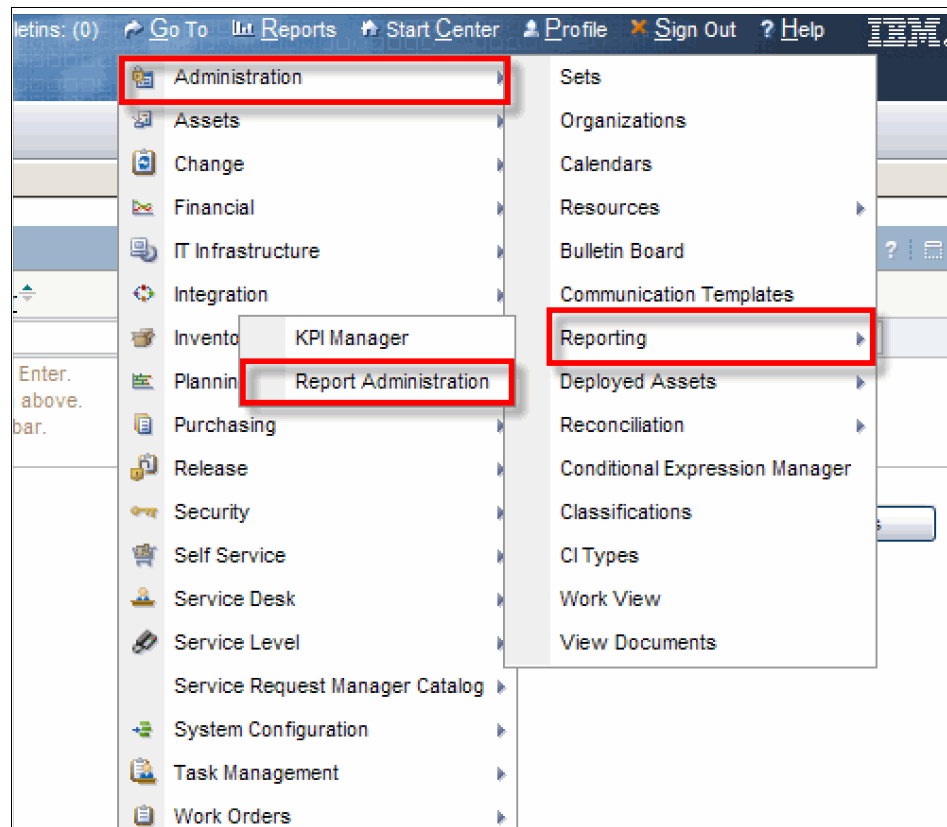 letins: (0) Go To Reports Start Center Profile Sign Out ? Help IBM.
Administration
Assets
Change
Financial
IT Infrastructure
Integration
Invento
Plannin
Purchasing
Release
Security
Self Service
Service Desk
Service Level
Service Request Manager Catalog
System Configuration
Task Management
Work Orders
Sets
Organizations
Calendars
Resources
Bulletin Board
Communication Templates
Reporting
Deployed Assets
Reconciliation
Conditional Expression Manager
Classifications
CI Types
Work View
View Documents
KPI Manager
Report Administration
Enter.
above.
bar.
?